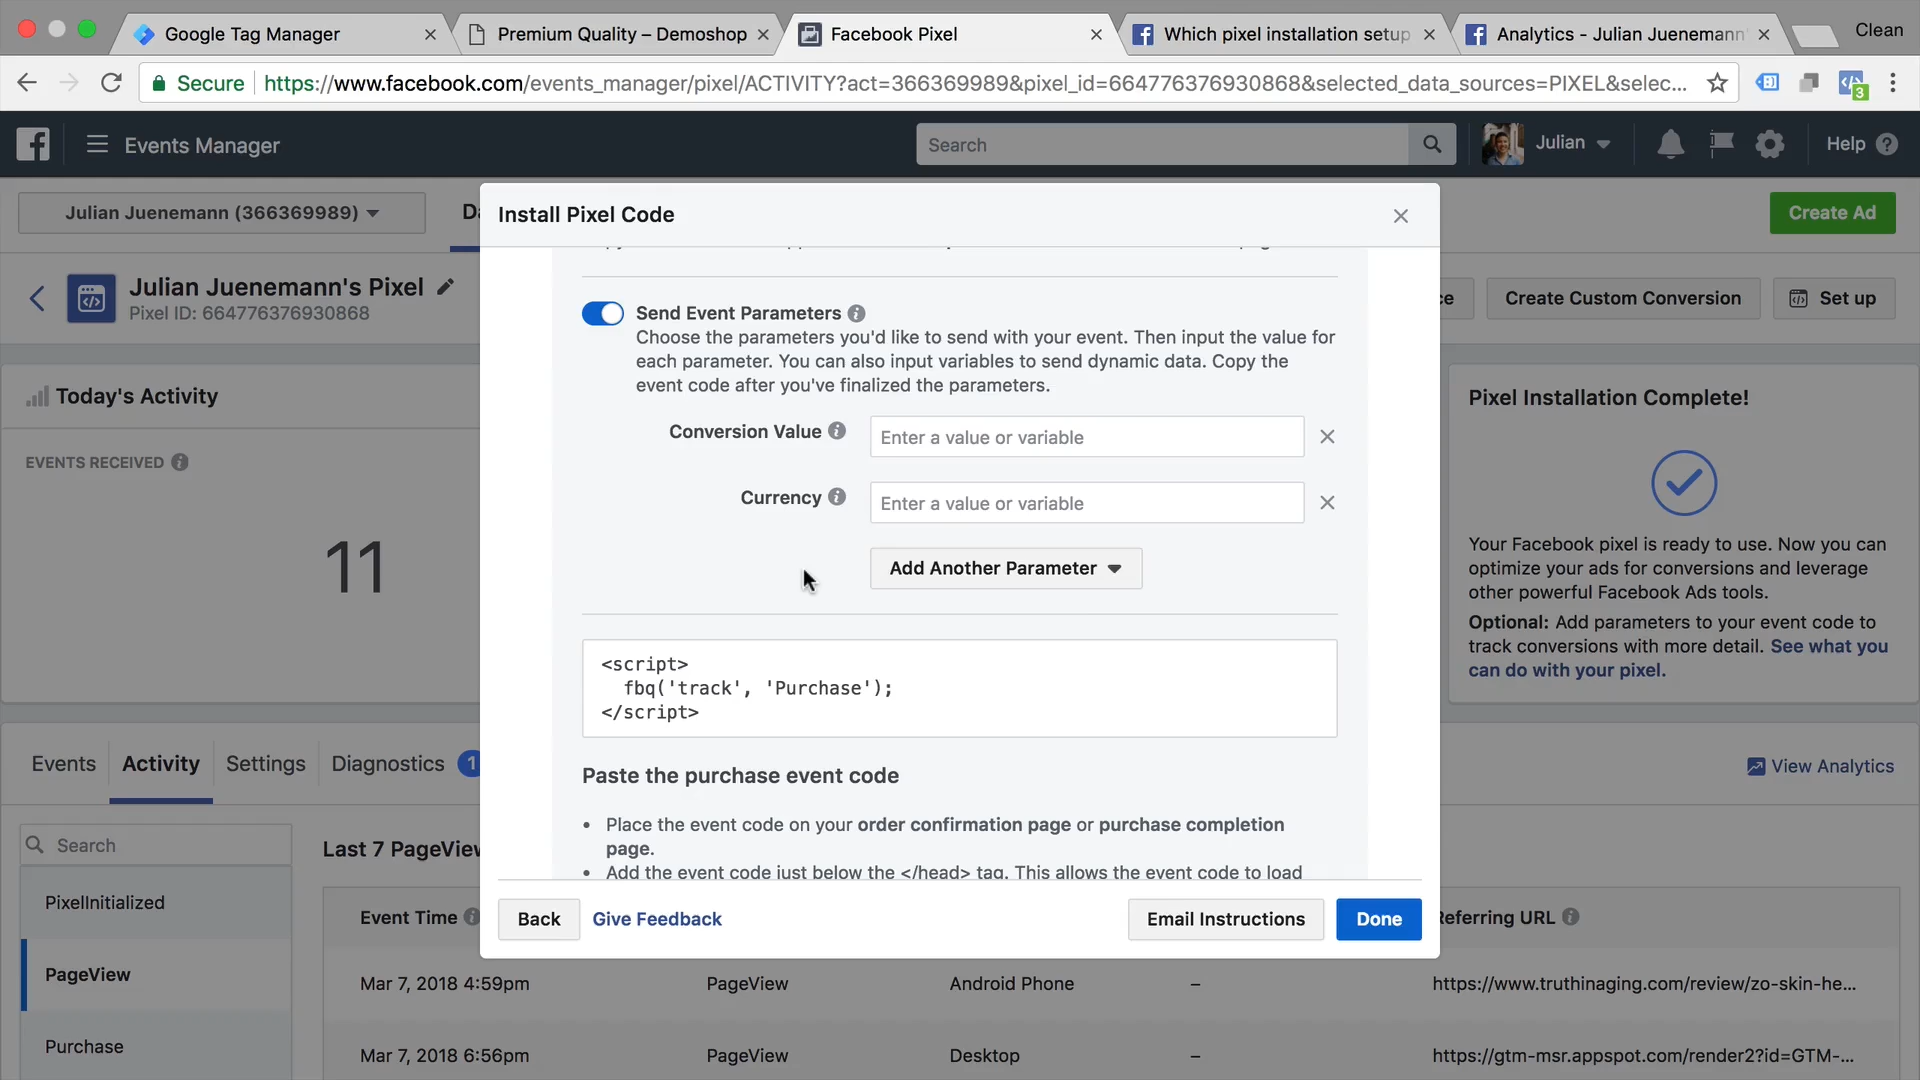 Google Tag Manager
Premium Quality – Demoshop
Facebook Pixel
Which pixel installation setup
Analytics - Julian Juenemann'
Clean
Secure
https://www.facebook.com/events_manager/pixel/ACTIVITY?act=366369989&pixel_id=664776376930868&selected_data_sources=PIXEL&selec...
3
Events Manager
Search
Julian
Help
Julian Juenemann (366369989)
Da
Create Ad
Install Pixel Code
Julian Juenemann's Pixel
Pixel ID: 664776376930868
ce
Create Custom Conversion
Set up
Send Event Parameters
Choose the parameters you'd like to send with your event. Then input the value for
each parameter. You can also input variables to send dynamic data. Copy the
event code after you've finalized the parameters.
Conversion Value
Enter a value or variable
Currency
Enter a value or variable
Add Another Parameter
<script>
fbq('track', 'Purchase');
</script>
Paste the purchase event code
• Place the event code on your order confirmation page or purchase completion
page.
• Add the event code just below the </head> tag. This allows the event code to load
Back
Give Feedback
Email Instructions
Done
Today's Activity
EVENTS RECEIVED
11
Pixel Installation Complete!
Your Facebook pixel is ready to use. Now you can
optimize your ads for conversions and leverage
other powerful Facebook Ads tools.
Optional: Add parameters to your event code to
track conversions with more detail. See what you
can do with your pixel.
Events
Activity
Settings
Diagnostics
1
View Analytics
Search
PixelInitialized
PageView
Purchase
Last 7 PageView
Event Time
Referring URL
Mar 7, 2018 4:59pm
PageView
Android Phone
–
https://www.truthinaging.com/review/zo-skin-he...
Mar 7, 2018 6:56pm
PageView
Desktop
–
https://gtm-msr.appspot.com/render2?id=GTM-...